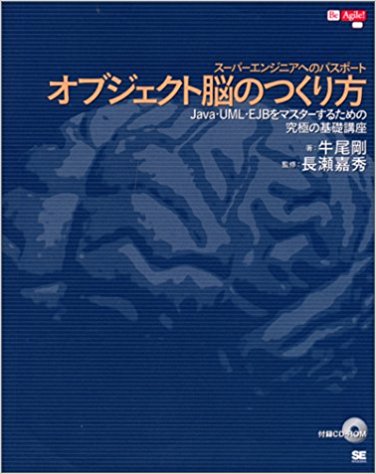 Be Agile!
スーパーエンジニアへのパスポート
オブジェクト脳のつくり方
Java・UML・EJBをマスターするための
究極の基礎講座
著:牛尾剛
監修:長瀬嘉秀
付録CD-ROM
SE
SHOEISHA